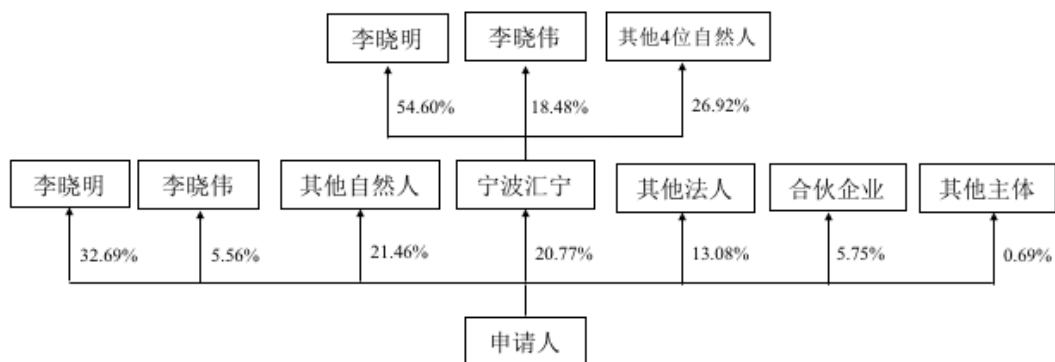 李晓明
李晓伟
其他4位自然人
54.60%
18.48%
26.92%
李晓明
李晓伟
其他自然人
宁波汇宁
其他法人
合伙企业
其他主体
32.69%
5.56%
21.46%
20.77%
13.08%
5.75%
0.69%
申请人